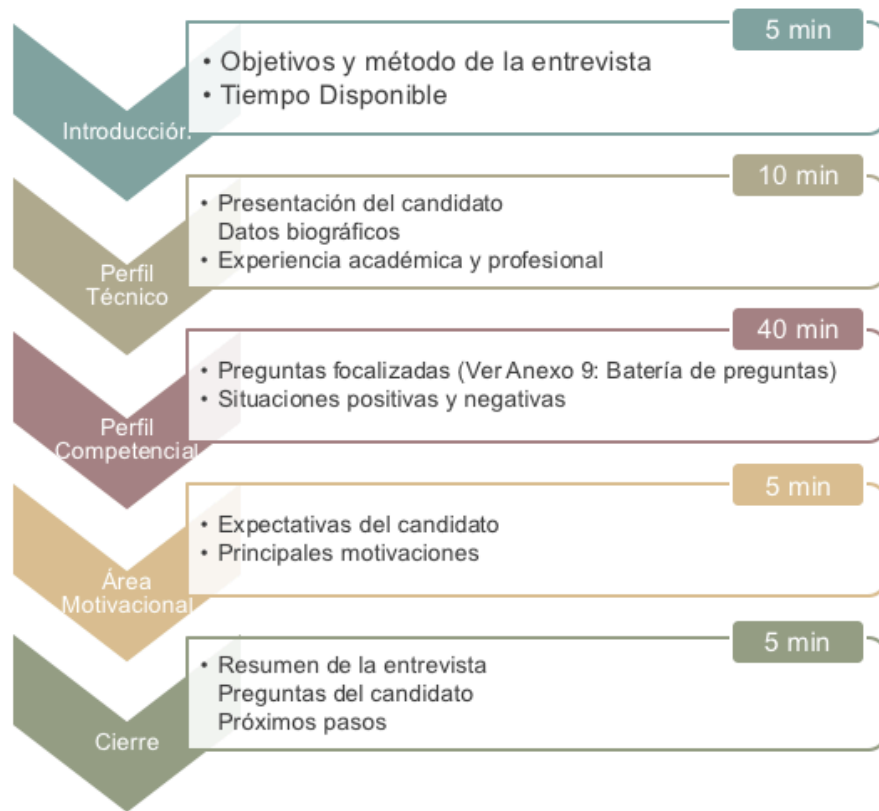 5 min
• Objetivos y método de la entrevista
• Tiempo Disponible
Introducción.
10 min
• Presentación del candidato
Datos biográficos
• Experiencia académica y profesional
Perfil
Técnico
40 min
• Preguntas focalizadas (Ver Anexo 9: Batería de preguntas)
• Situaciones positivas y negativas
Perfil
Competencial
5 min
• Expectativas del candidato
• Principales motivaciones
Área
Motivacional
5 min
• Resumen de la entrevista
Preguntas del candidato
Próximos pasos
Cierre